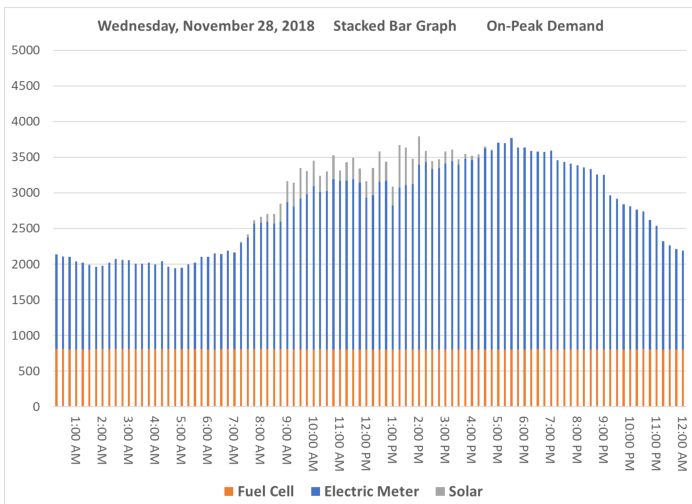 Wednesday, November 28, 2018 Stacked Bar Graph On-Peak Demand
5000
4500
4000
3500
3000
2500
2000
1500
1000
500
0
1:00 AM
2:00 AM
3:00 AM
4:00 AM
5:00 AM
6:00 AM
7:00 AM
8:00 AM
9:00 AM
10:00 AM
11:00 AM
12:00 PM
1:00 PM
2:00 PM
3:00 PM
4:00 PM
5:00 PM
6:00 PM
7:00 PM
8:00 PM
9:00 PM
10:00 PM
11:00 PM
12:00 AM
Fuel Cell Electric Meter Solar